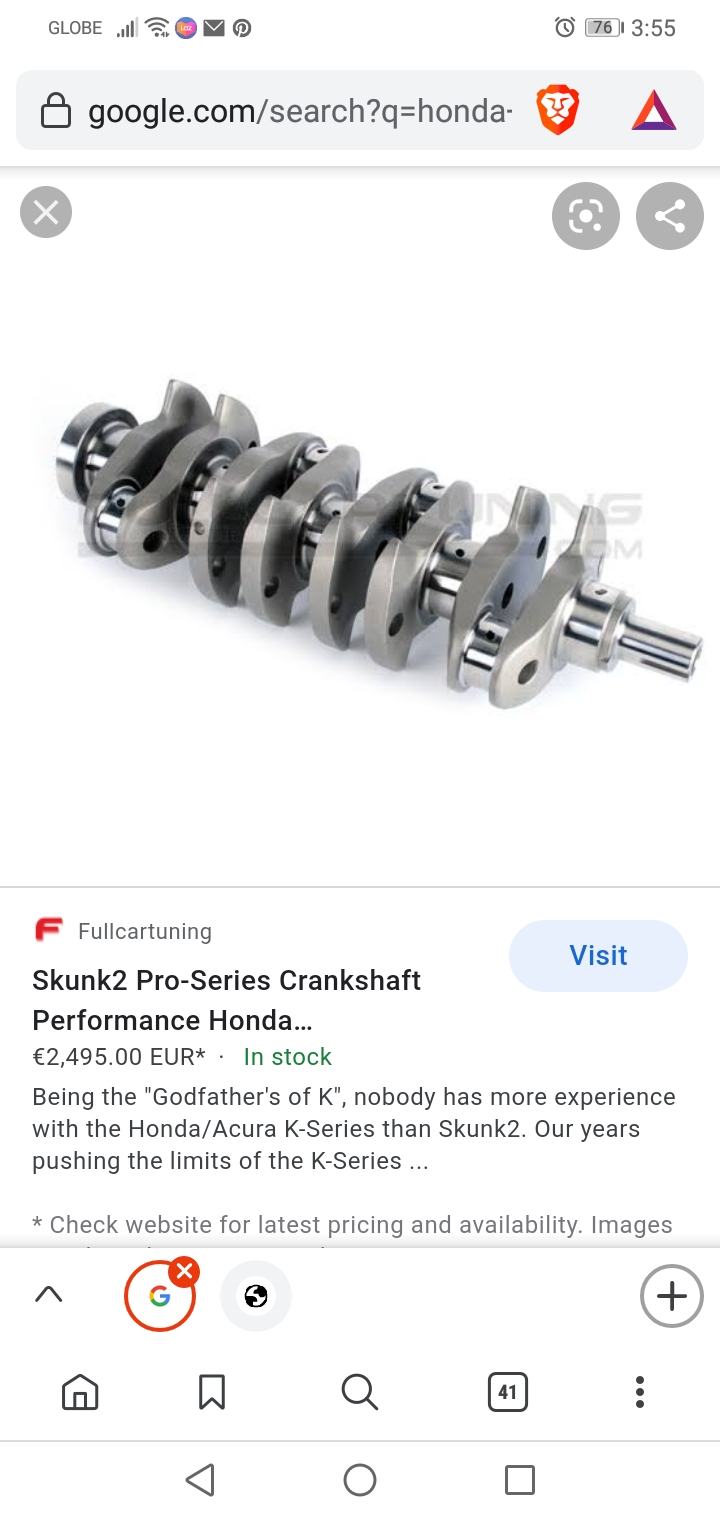 GLOBE
76
3:55
google.com/search?q=honda-
TUNING
.COM
Fullcartuning
Visit
Skunk2 Pro-Series Crankshaft
Performance Honda...
€2,495.00 EUR* · In stock
Being the "Godfather's of K", nobody has more experience
with the Honda/Acura K-Series than Skunk2. Our years
pushing the limits of the K-Series ...
* Check website for latest pricing and availability. Images
G
41